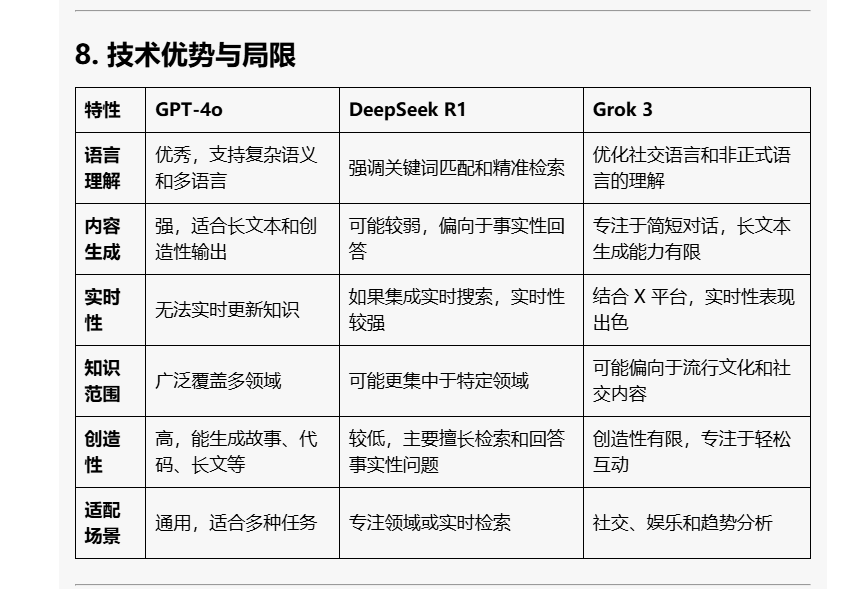 8. 技术优势与局限
特性 GPT-4o DeepSeek R1 Grok 3
语言
理解
优秀，支持复杂语义
和多语言
强调关键词匹配和精准检索
优化社交语言和非正式语
言的理解
内容
生成
强，适合长文本和创
造性输出
可能较弱，偏向于事实性回
答
专注于简短对话，长文本
生成能力有限
实时
性
无法实时更新知识
如果集成实时搜索，实时性
较强
结合 X 平台，实时性表现
出色
知识
范围
广泛覆盖多领域
可能更集中于特定领域
可能偏向于流行文化和社
交内容
创造
性
高，能生成故事、代
码、长文等
较低，主要擅长检索和回答
事实性问题
创造性有限，专注于轻松
互动
适配
场景
通用，适合多种任务
专注领域或实时检索
社交、娱乐和趋势分析